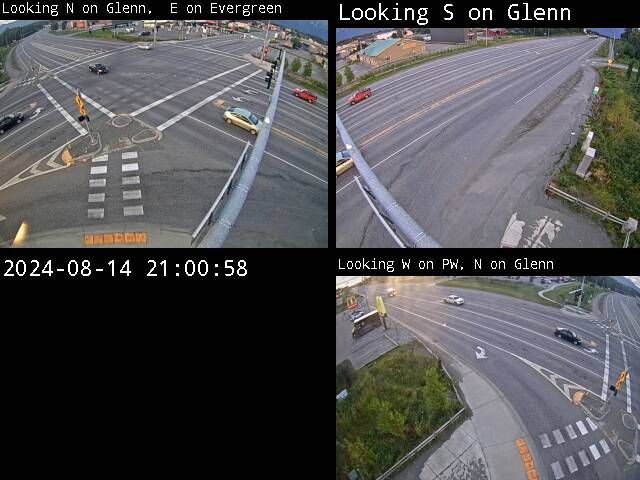 Looking N on Glenn,  E on Evergreen
Looking S on Glenn
2024-08-14 21:00:58
Looking W on PW, N on Glenn